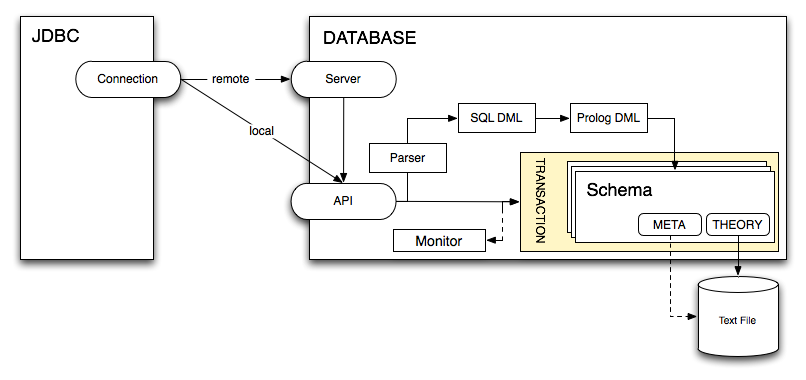 JDBC
DATABASE
Connection
remote
Server
local
SQL DML
Prolog DML
Parser
TRANSACTION
Schema
API
META
THEORY
Monitor
Text File